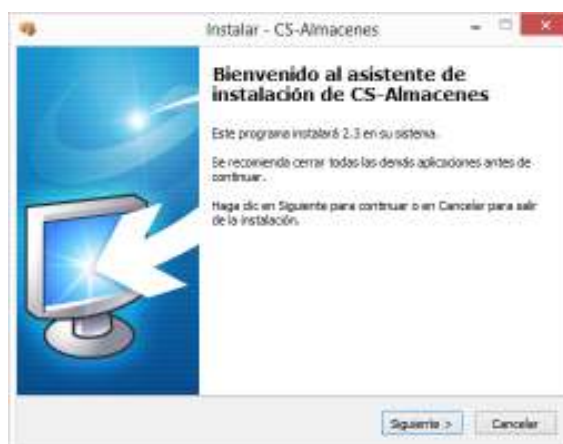 Instalar - CS-Almacenes
Bienvenido al asistente de
instalación de CS-Almacenes
Este programa instalará 2.3 en su sistema.
Se recomienda cerrar todas las demás aplicaciones antes de
continuar.
Haga clic en Siguiente para continuar o en Cancelar para salir
de la instalación.
Siguiente >
Cancelar